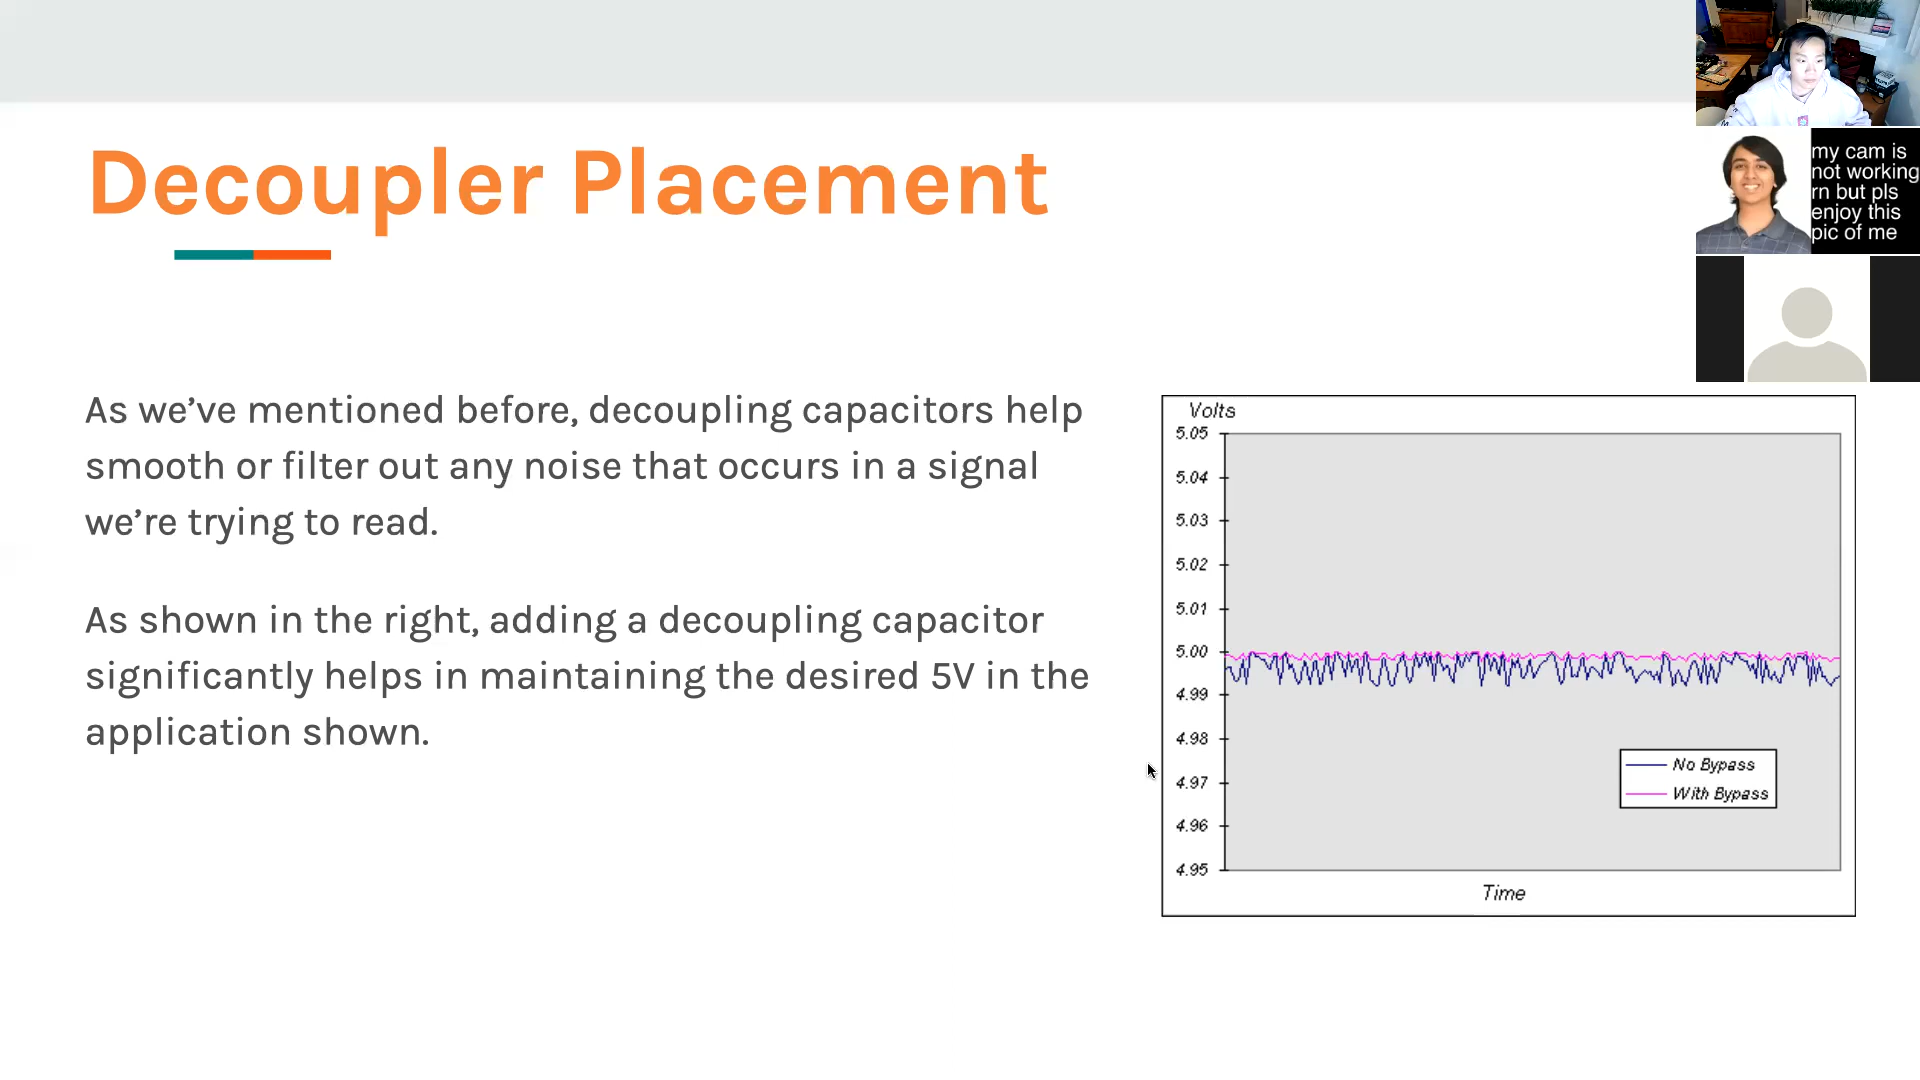 Decoupler Placement
my cam is
not working
rn but pls
enjoy this
pic of me
As we’ve mentioned before, decoupling capacitors help
smooth or filter out any noise that occurs in a signal
we’re trying to read.
As shown in the right, adding a decoupling capacitor
significantly helps in maintaining the desired 5V in the
application shown.
Volts
5.05
5.04
5.03
5.02
5.01
5.00
4.99
4.98
4.97
4.96
4.95
No Bypass
With Bypass
Time